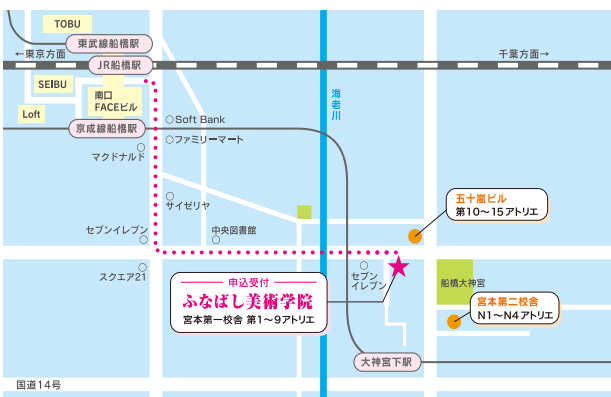 TOBU
東武線船橋駅
←東京方面
千葉方面→
JR船橋駅
SEIBU
南口
FACEビル
Loft
海老川
京成線船橋駅
Soft Bank
ファミリーマート
マクドナルド
サイゼリヤ
五十嵐ビル
第10～15アトリエ
セブンイレブン
中央図書館
スクエア21
申込受付
ふなばし美術学院
宮本第一校舎 第1～9アトリエ
セブン
イレブン
船橋大神宮
宮本第二校舎
N1～N4アトリエ
大神宮下駅
国道14号